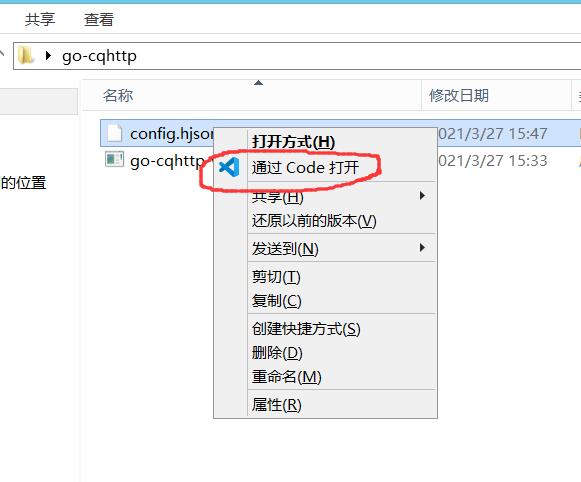 共享 查看
go-cqhttp
名称 修改日期
config.hjson 021/3/27 15:47
go-cqhttp 021/3/27 15:33
的位置
打开方式(H)
通过 Code 打开
共享(H)
还原以前的版本(V)
发送到(N)
剪切(T)
复制(C)
创建快捷方式(S)
删除(D)
重命名(M)
属性(R)